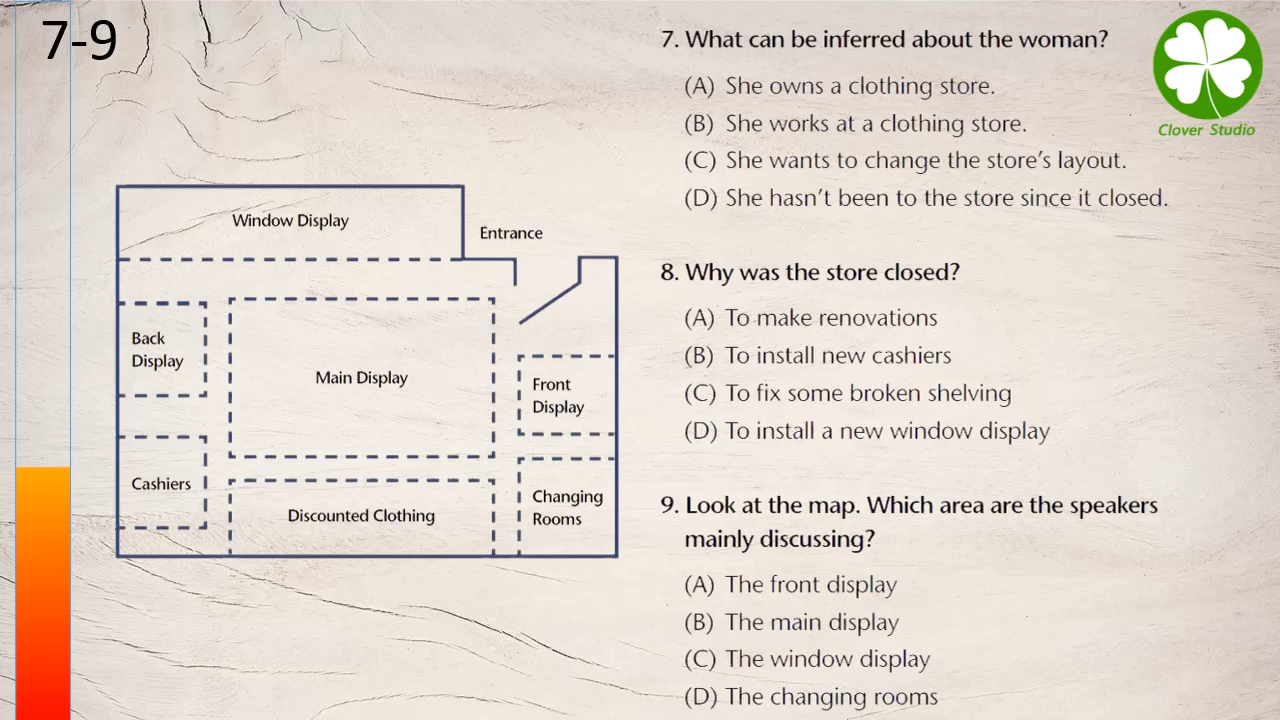 7-9
Window Display
Entrance
Back
Display
Main Display
Front
Display
Cashiers
Discounted Clothing
Changing
Rooms
7. What can be inferred about the woman?
(A) She owns a clothing store.
(B) She works at a clothing store.
(C) She wants to change the store's layout.
(D) She hasn't been to the store since it closed.
8. Why was the store closed?
(A) To make renovations
(B) To install new cashiers
(C) To fix some broken shelving
(D) To install a new window display
9. Look at the map. Which area are the speakers
mainly discussing?
(A) The front display
(B) The main display
(C) The window display
(D) The changing rooms
Clover Studio